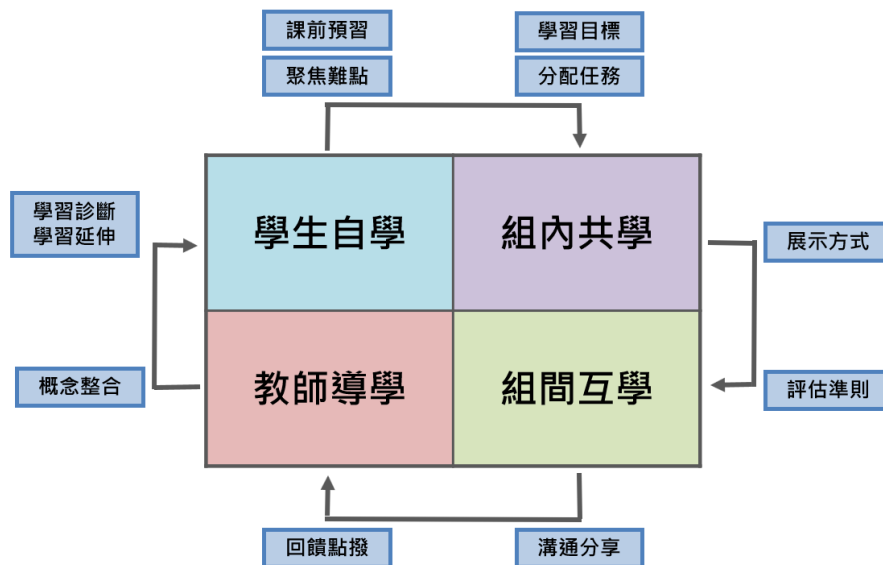 課前預習
學習目標
聚焦難點
分配任務
學生自學
組內共學
學習診斷
學習延伸
展示方式
概念整合
教師導學
組間互學
評估準則
回饋點撥
溝通分享